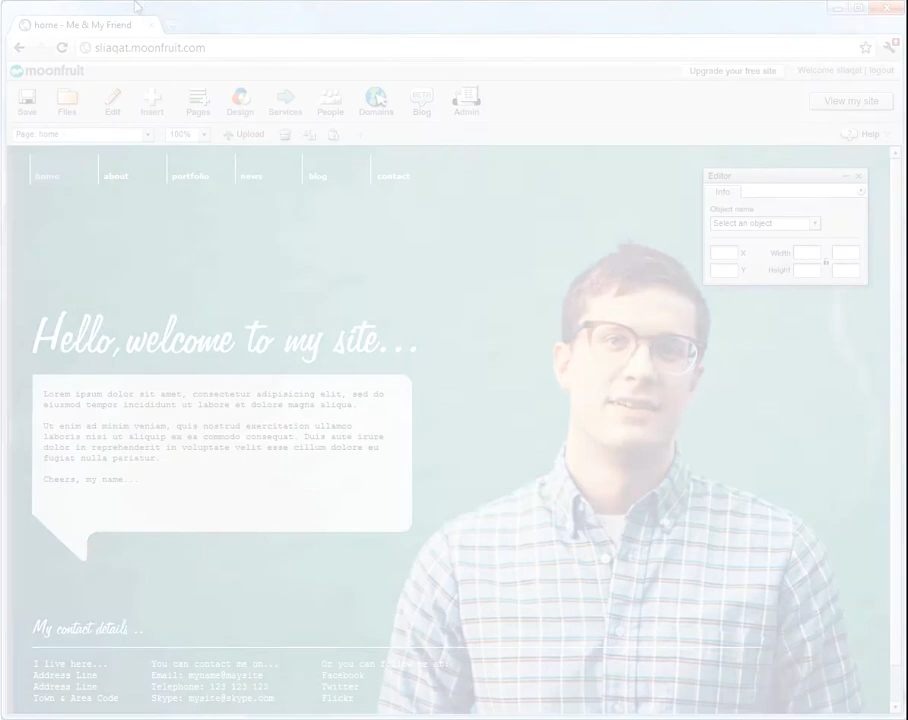 home - Me & My Friend
sliaqat.moonfruit.com
moonfruit
Upgrade your free site
Welcome sliaqat | logout
Save Files Edit Insert Pages Design Services People Domains BETA Blog Admin
View my site
Page: home 100% Upload Help
home about portfolio news blog contact
Editor
Info
Object name
Select an object
X Width
Y Height
Hello, welcome to my site...
Lorem ipsum dolor sit amet, consectetur adipisicing elit, sed do
eiusmod tempor incididunt ut labore et dolore magna aliqua.
Ut enim ad minim veniam, quis nostrud exercitation ullamco
laboris nisi ut aliquip ex ea commodo consequat. Duis aute irure
dolor in reprehenderit in voluptate velit esse cillum dolore eu
fugiat nulla pariatur.
Cheers, my name...
My contact details ..
I live here... You can contact me on... Or you can follow me at:
Address Line Email: myname@mysite Facebook
Address Line Telephone: 123 123 123 Twitter
Town & Area Code Skype: mysite@skype.com Flickr